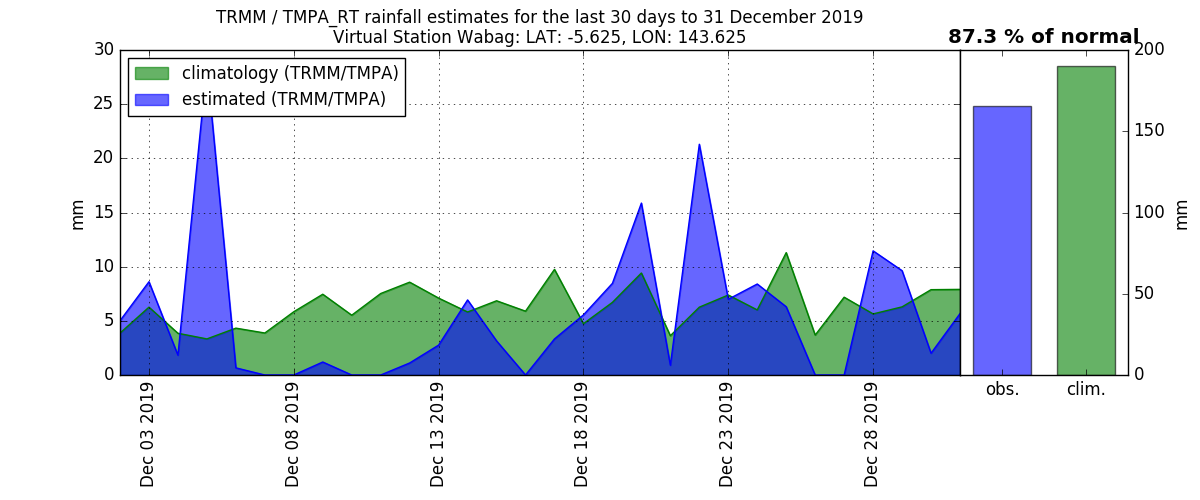 TRMM / TMPA_RT rainfall estimates for the last 30 days to 31 December 2019
Virtual Station Wabag: LAT: -5.625, LON: 143.625
87.3 % of normal
climatology (TRMM/TMPA)
estimated (TRMM/TMPA)
30
25
20
15
10
5
0
mm
Dec 03 2019
Dec 08 2019
Dec 13 2019
Dec 18 2019
Dec 23 2019
Dec 28 2019
obs.
clim.
200
150
100
50
0
mm